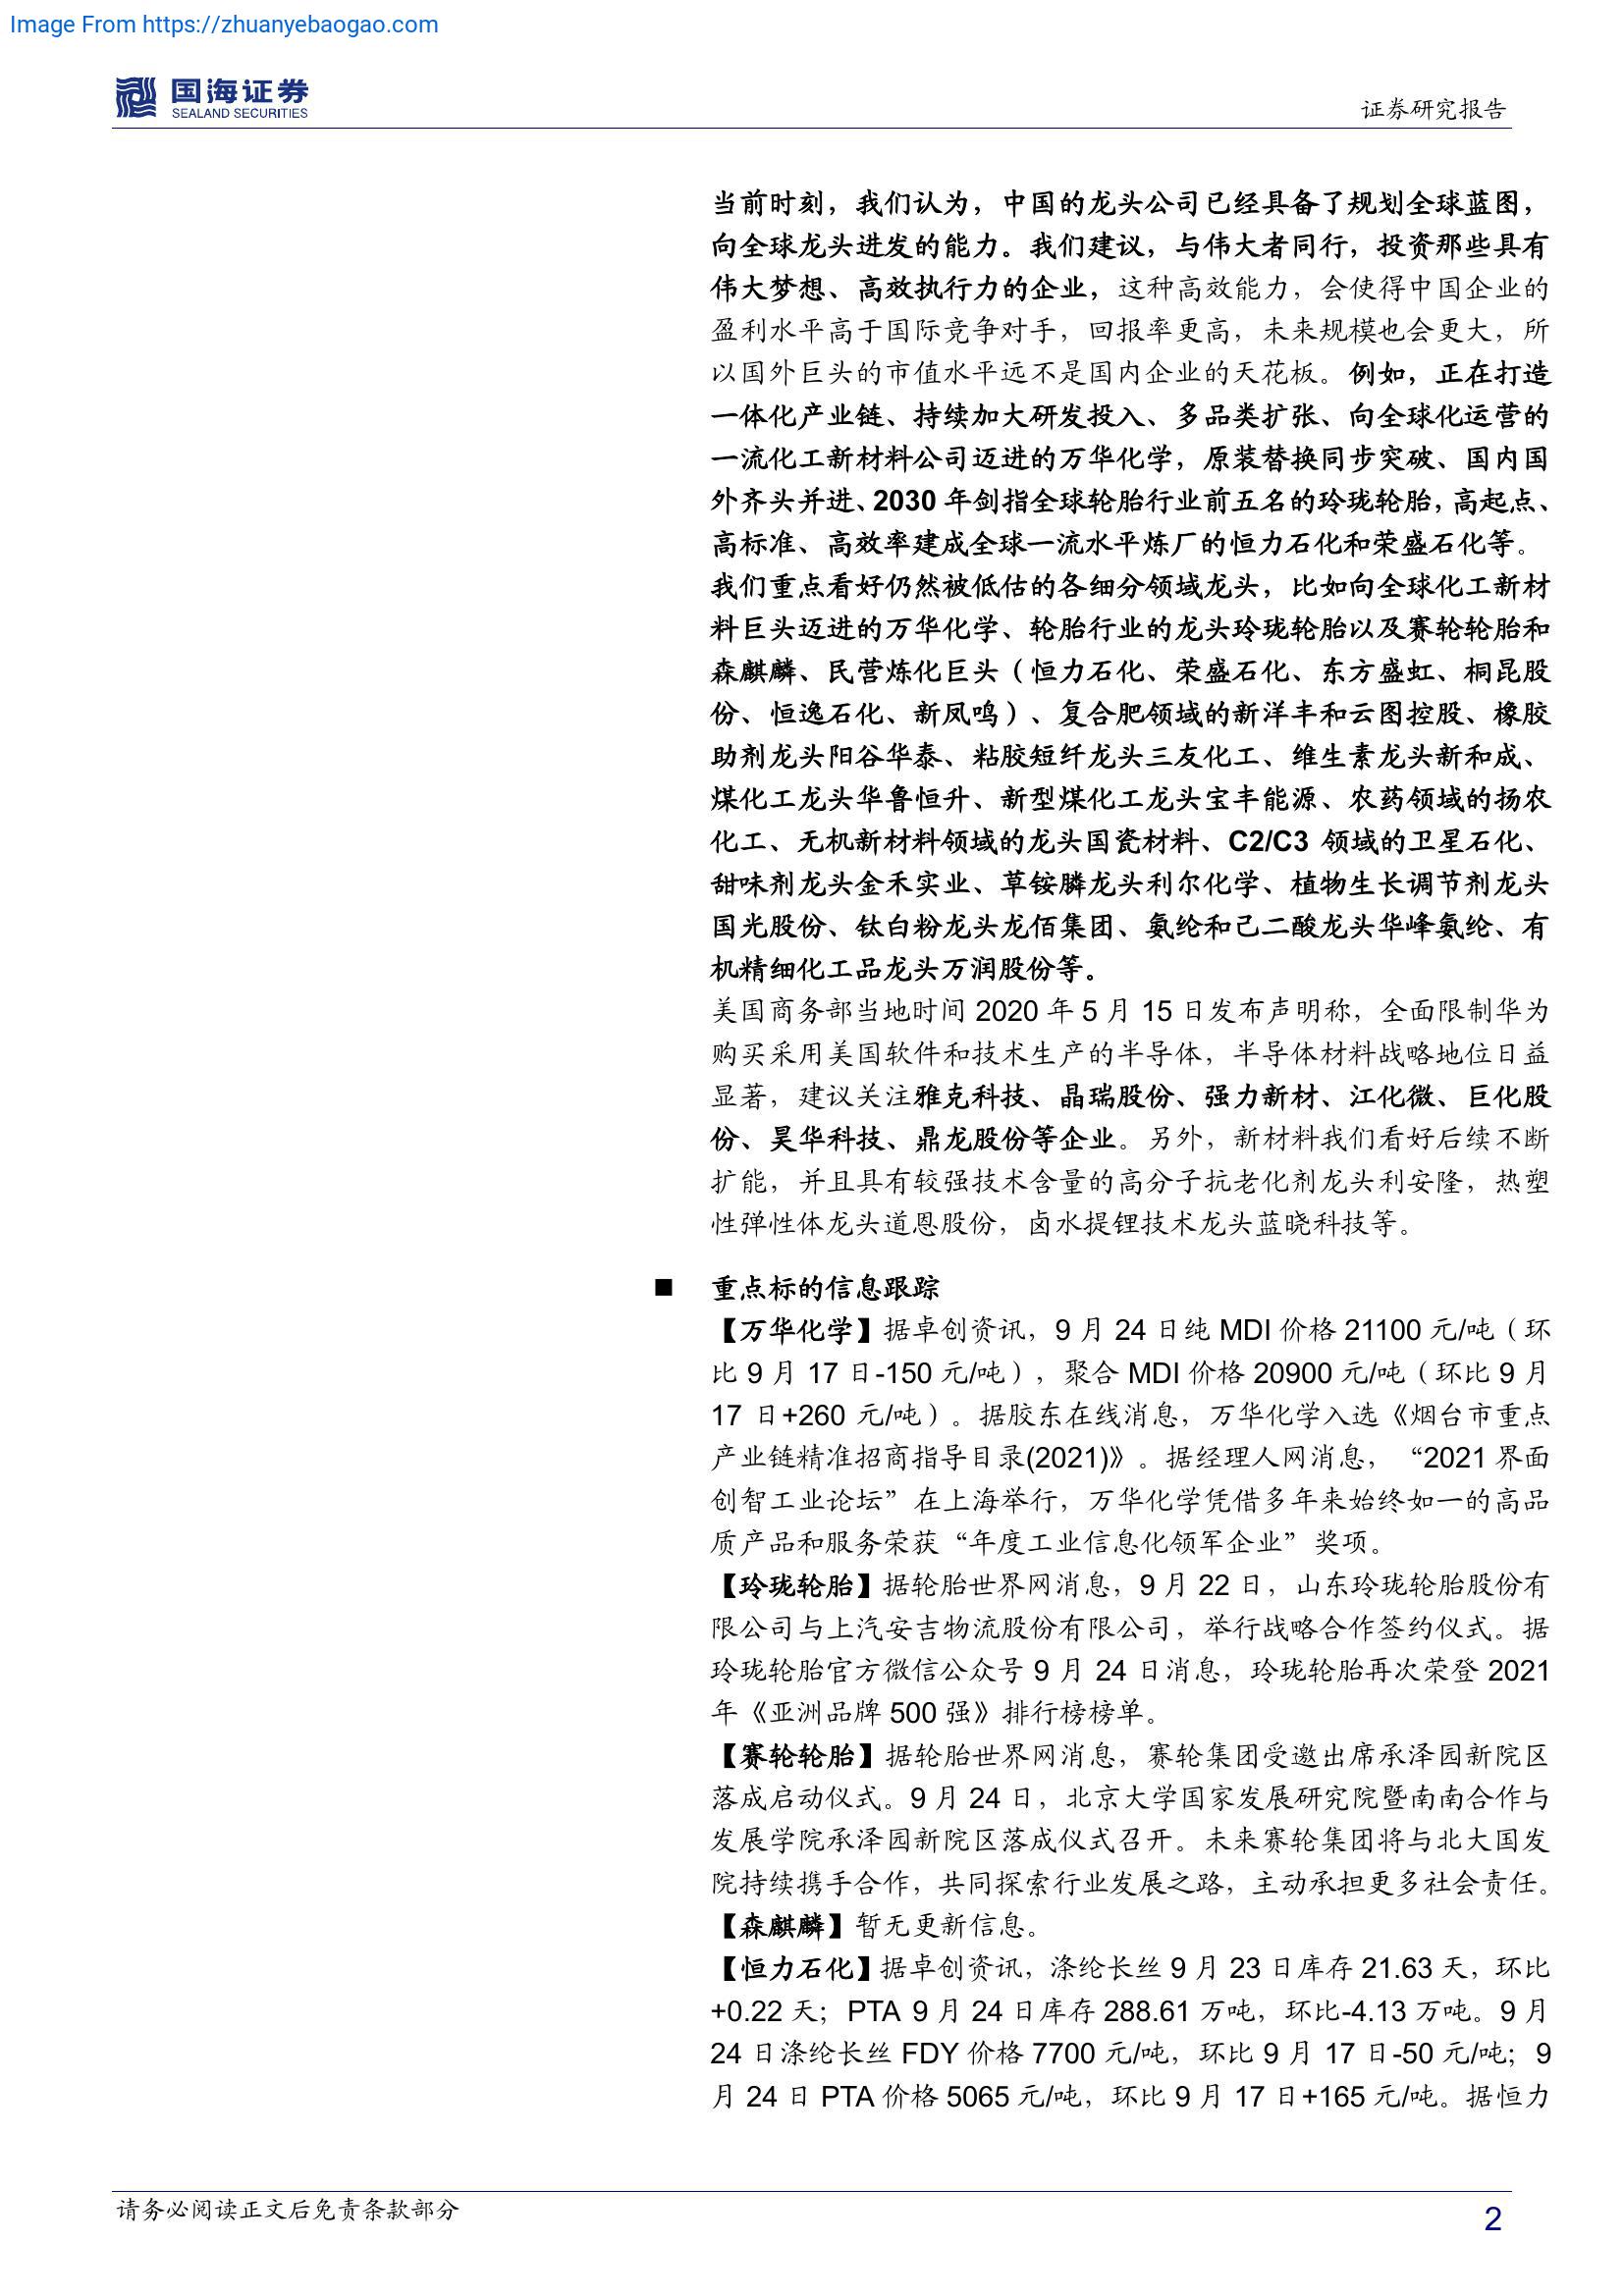 Image From https://zhuanyebaogao.com
国海证券
SEALAND SECURITIES
证券研究报告
当前时刻，我们认为，中国的龙头公司已经具备了规划全球蓝图，
向全球龙头进发的能力。我们建议，与伟大者同行，投资那些具有
伟大梦想、高效执行力的企业，这种高效能力，会使得中国企业的
盈利水平高于国际竞争对手，回报率更高，未来规模也会更大，所
以国外巨头的市值水平远不是国内企业的天花板。例如，正在打造
一体化产业链、持续加大研发投入、多品类扩张、向全球化运营的
一流化工新材料公司迈进的万华化学，原装替换同步突破、国内国
外齐头并进、2030 年剑指全球轮胎行业前五名的玲珑轮胎，高起点、
高标准、高效率建成全球一流水平炼厂的恒力石化和荣盛石化等。
我们重点看好仍然被低估的各细分领域龙头，比如向全球化工新材
料巨头迈进的万华化学、轮胎行业的龙头玲珑轮胎以及赛轮轮胎和
森麒麟、民营炼化巨头（恒力石化、荣盛石化、东方盛虹、桐昆股
份、恒逸石化、新凤鸣）、复合肥领域的新洋丰和云图控股、橡胶
助剂龙头阳谷华泰、粘胶短纤龙头三友化工、维生素龙头新和成、
煤化工龙头华鲁恒升、新型煤化工龙头宝丰能源、农药领域的扬农
化工、无机新材料领域的龙头国瓷材料、C2/C3 领域的卫星石化、
甜味剂龙头金禾实业、草铵膦龙头利尔化学、植物生长调节剂龙头
国光股份、钛白粉龙头龙佰集团、氨纶和己二酸龙头华峰氨纶、有
机精细化工品龙头万润股份等。
美国商务部当地时间 2020 年 5 月 15 日发布声明称，全面限制华为
购买采用美国软件和技术生产的半导体，半导体材料战略地位日益
显著，建议关注雅克科技、晶瑞股份、强力新材、江化微、巨化股
份、昊华科技、鼎龙股份等企业。另外，新材料我们看好后续不断
扩能，并且具有较强技术含量的高分子抗老化剂龙头利安隆，热塑
性弹性体龙头道恩股份，卤水提锂技术龙头蓝晓科技等。
■ 重点标的信息跟踪
【万华化学】据卓创资讯，9 月 24 日纯 MDI 价格 21100 元/吨（环
比 9 月 17 日-150 元/吨），聚合 MDI 价格 20900 元/吨（环比 9 月
17 日+260 元/吨）。据胶东在线消息，万华化学入选《烟台市重点
产业链精准招商指导目录(2021)》。据经理人网消息，“2021 界面
创智工业论坛”在上海举行，万华化学凭借多年来始终如一的高品
质产品和服务荣获“年度工业信息化领军企业”奖项。
【玲珑轮胎】据轮胎世界网消息，9 月 22 日，山东玲珑轮胎股份有
限公司与上汽安吉物流股份有限公司，举行战略合作签约仪式。据
玲珑轮胎官方微信公众号 9 月 24 日消息，玲珑轮胎再次荣登 2021
年《亚洲品牌 500 强》排行榜榜单。
【赛轮轮胎】据轮胎世界网消息，赛轮集团受邀出席承泽园新院区
落成启动仪式。9 月 24 日，北京大学国家发展研究院暨南南合作与
发展学院承泽园新院区落成仪式召开。未来赛轮集团将与北大国发
院持续携手合作，共同探索行业发展之路，主动承担更多社会责任。
【森麒麟】暂无更新信息。
【恒力石化】据卓创资讯，涤纶长丝 9 月 23 日库存 21.63 天，环比
+0.22 天；PTA 9 月 24 日库存 288.61 万吨，环比-4.13 万吨。9 月
24 日涤纶长丝 FDY 价格 7700 元/吨，环比 9 月 17 日-50 元/吨；9
月 24 日 PTA 价格 5065 元/吨，环比 9 月 17 日+165 元/吨。据恒力
请务必阅读正文后免责条款部分
2